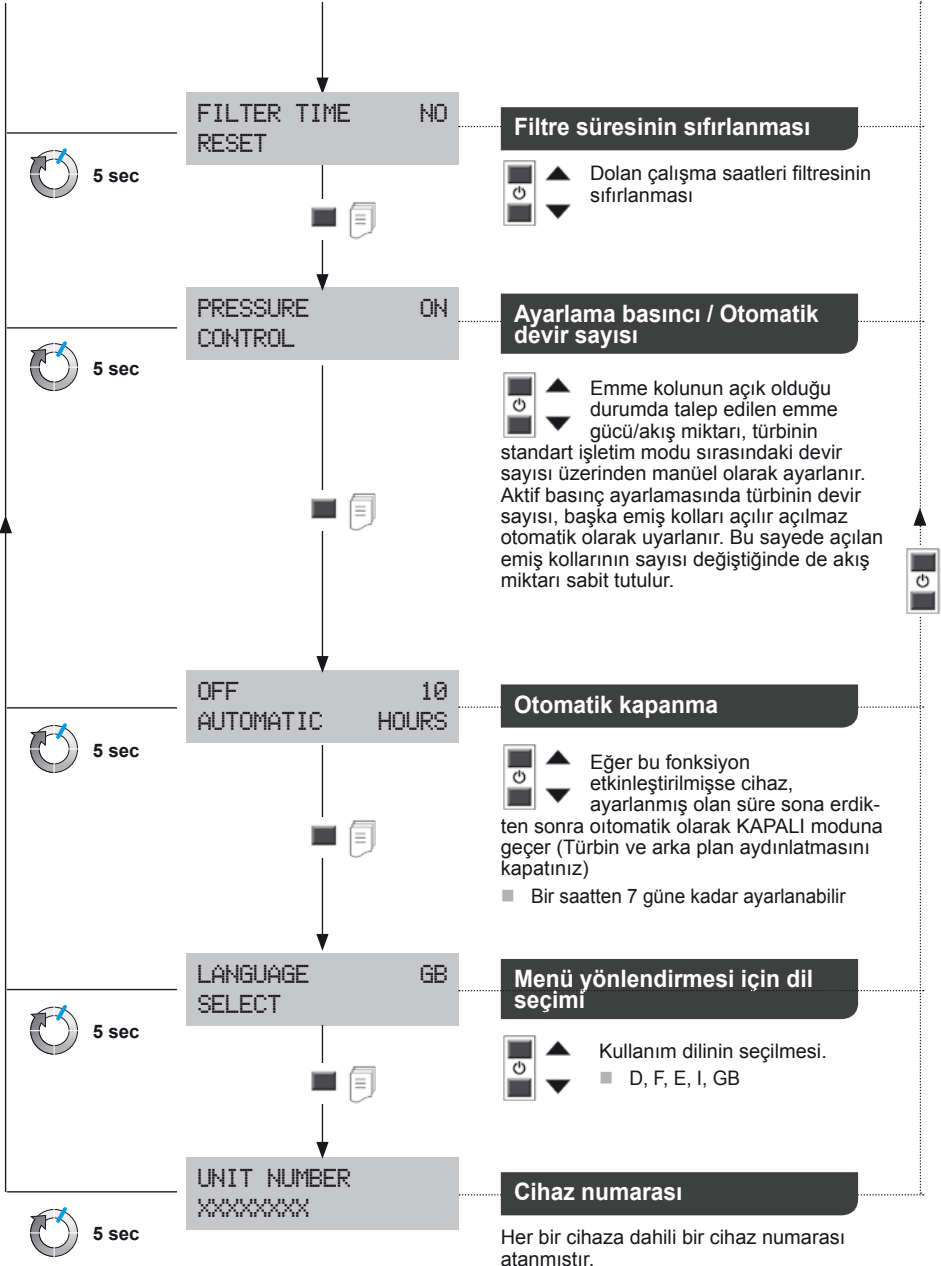 FILTER TIME NO
RESET
5 sec
Filtre süresinin sıfırlanması
Dolan çalışma saatleri filtresinin
sıfırlanması
PRESSURE ON
CONTROL
5 sec
Ayarlama basıncı / Otomatik
devir sayısı
Emme kolunun açık olduğu
durumda talep edilen emme
gücü/akış miktarı, türbinin
standart işletim modu sırasındaki devir
sayısı üzerinden manüel olarak ayarlanır.
Aktif basınç ayarlamasında türbinin devir
sayısı, başka emiş kolları açılır açılmaz
otomatik olarak uyarlanır. Bu sayede açılan
emiş kollarının sayısı değiştiğinde de akış
miktarı sabit tutulur.
OFF 10
AUTOMATIC HOURS
5 sec
Otomatik kapanma
Eğer bu fonksiyon
etkinleştirilmişse cihaz,
ayarlanmış olan süre sona erdik-
ten sonra oıtomatik olarak KAPALI moduna
geçer (Türbin ve arka plan aydınlatmasını
kapatınız)
Bir saatten 7 güne kadar ayarlanabilir
LANGUAGE GB
SELECT
5 sec
Menü yönlendirmesi için dil
seçimi
Kullanım dilinin seçilmesi.
D, F, E, I, GB
UNIT NUMBER
XXXXXXXX
5 sec
Cihaz numarası
Her bir cihaza dahili bir cihaz numarası
atanmıştır.